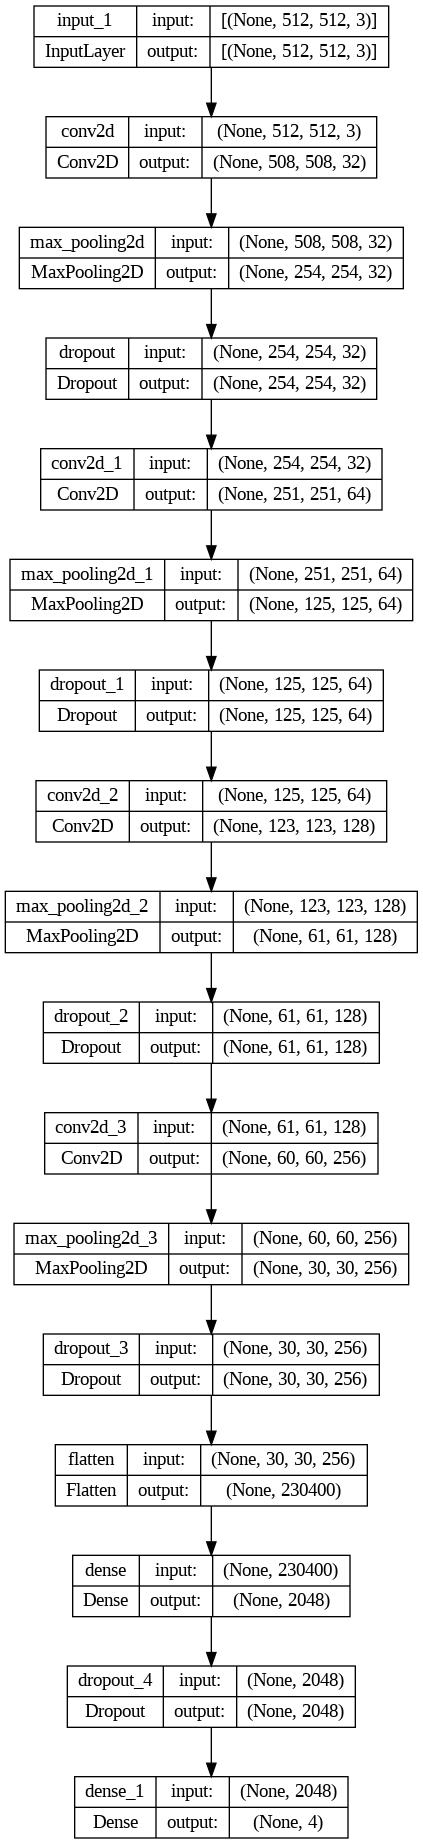 input_1 input: [(None, 512, 512, 3)]
InputLayer output: [(None, 512, 512, 3)]
conv2d input: (None, 512, 512, 3)
Conv2D output: (None, 508, 508, 32)
max_pooling2d input: (None, 508, 508, 32)
MaxPooling2D output: (None, 254, 254, 32)
dropout input: (None, 254, 254, 32)
Dropout output: (None, 254, 254, 32)
conv2d_1 input: (None, 254, 254, 32)
Conv2D output: (None, 251, 251, 64)
max_pooling2d_1 input: (None, 251, 251, 64)
MaxPooling2D output: (None, 125, 125, 64)
dropout_1 input: (None, 125, 125, 64)
Dropout output: (None, 125, 125, 64)
conv2d_2 input: (None, 125, 125, 64)
Conv2D output: (None, 123, 123, 128)
max_pooling2d_2 input: (None, 123, 123, 128)
MaxPooling2D output: (None, 61, 61, 128)
dropout_2 input: (None, 61, 61, 128)
Dropout output: (None, 61, 61, 128)
conv2d_3 input: (None, 61, 61, 128)
Conv2D output: (None, 60, 60, 256)
max_pooling2d_3 input: (None, 60, 60, 256)
MaxPooling2D output: (None, 30, 30, 256)
dropout_3 input: (None, 30, 30, 256)
Dropout output: (None, 30, 30, 256)
flatten input: (None, 30, 30, 256)
Flatten output: (None, 230400)
dense input: (None, 230400)
Dense output: (None, 2048)
dropout_4 input: (None, 2048)
Dropout output: (None, 2048)
dense_1 input: (None, 2048)
Dense output: (None, 4)